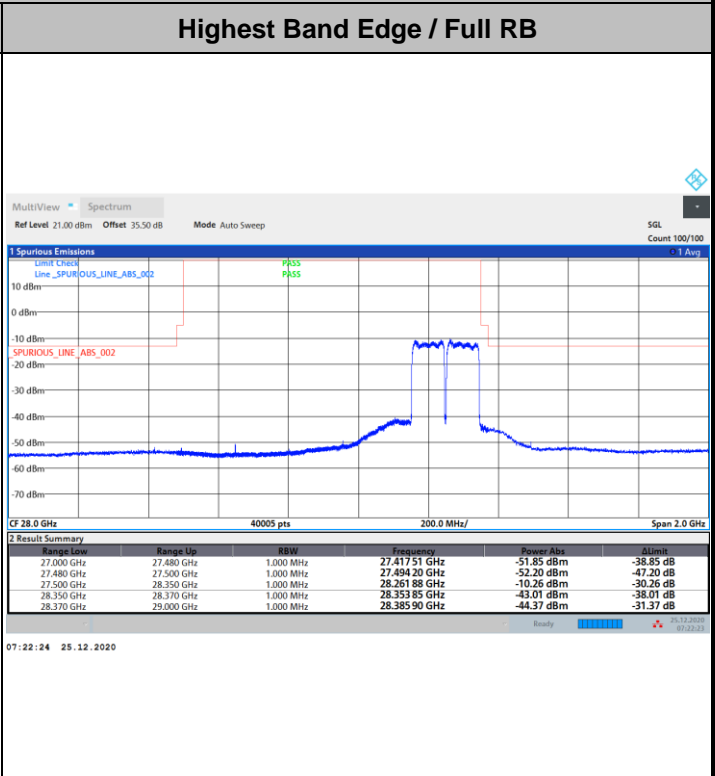 Highest Band Edge / Full RB
MultiView Spectrum
Ref Level 21.00 dBm Offset 35.50 dB Mode Auto Sweep SGL
Count 100/100
1 Spurious Emissions 1 Avg
Limit Check PASS
Line _SPURIOUS_LINE_ABS_002 PASS
10 dBm
0 dBm
-10 dBm
_SPURIOUS_LINE_ABS_002
-20 dBm
-30 dBm
-40 dBm
-50 dBm
-60 dBm
-70 dBm
CF 28.0 GHz 40005 pts 200.0 MHz/ Span 2.0 GHz
2 Result Summary
Range Low Range Up RBW Frequency Power Abs ΔLimit
27.000 GHz 27.480 GHz 1.000 MHz 27.417 51 GHz -51.85 dBm -38.85 dB
27.480 GHz 27.500 GHz 1.000 MHz 27.494 20 GHz -52.20 dBm -47.20 dB
27.500 GHz 28.350 GHz 1.000 MHz 28.261 88 GHz -10.26 dBm -30.26 dB
28.350 GHz 28.370 GHz 1.000 MHz 28.353 85 GHz -43.01 dBm -38.01 dB
28.370 GHz 29.000 GHz 1.000 MHz 28.385 90 GHz -44.37 dBm -31.37 dB
Ready 25.12.2020
07:22:23
07:22:24 25.12.2020